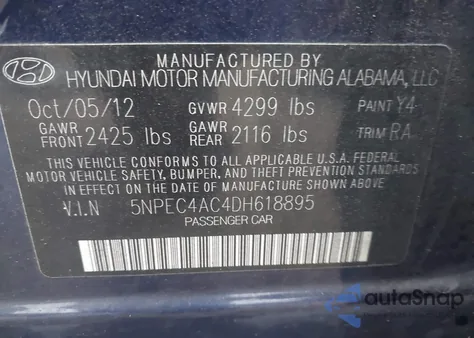 MANUFACTURED BY
HYUNDAI MOTOR MANUFACTURING ALABAMA, LLC
Oct/05/12 GVWR 4299 lbs PAINT Y4
GAWR FRONT 2425 lbs GAWR REAR 2116 lbs TRIM RA
THIS VEHICLE CONFORMS TO ALL APPLICABLE U.S.A. FEDERAL
MOTOR VEHICLE SAFETY, BUMPER, AND THEFT PREVENTION STANDARDS
IN EFFECT ON THE DATE OF MANUFACTURE SHOWN ABOVE.
V.I.N 5NPEC4AC4DH618895
PASSENGER CAR
autoSnap